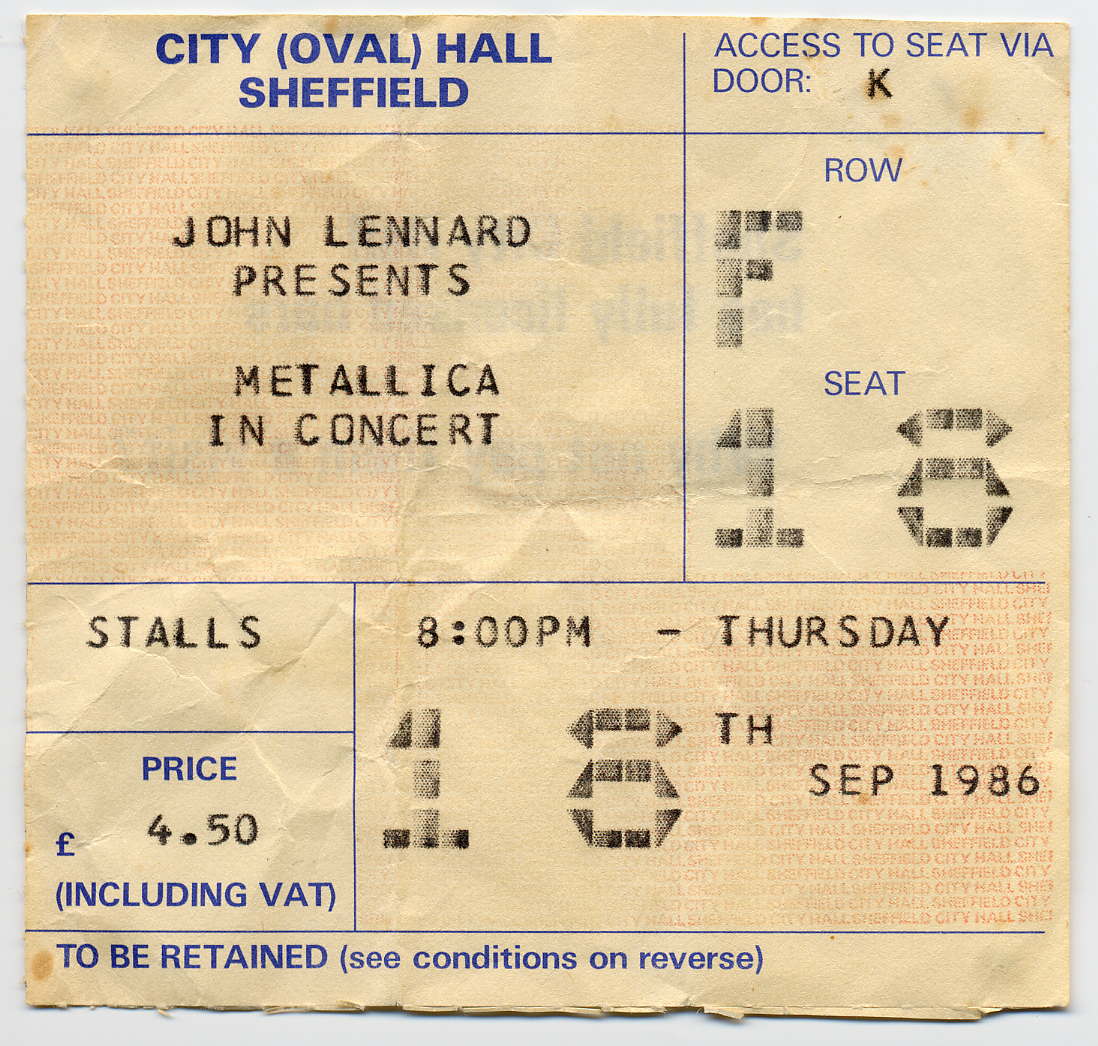 CITY (OVAL) HALL
SHEFFIELD
ACCESS TO SEAT VIA
DOOR: K
JOHN LENNARD
PRESENTS
METALLICA
IN CONCERT
ROW
F
SEAT
18
STALLS
8:00PM - THURSDAY
18 TH
SEP 1986
PRICE
£ 4.50
(INCLUDING VAT)
TO BE RETAINED (see conditions on reverse)